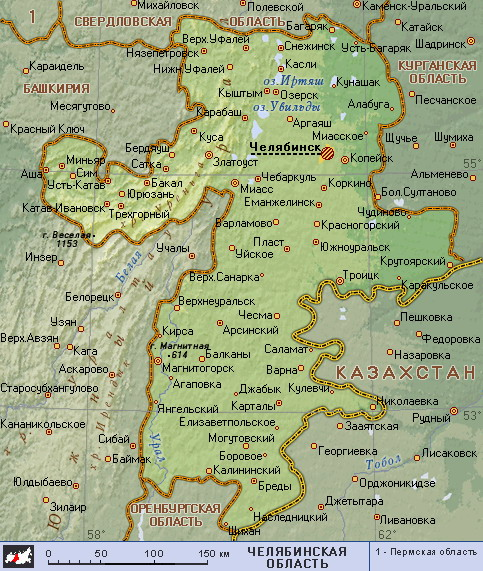 Михайловск
Полевской
Каменск-Уральский
1
СВЕРДЛОВСКАЯ
ОБЛАСТЬ
Багаряк
Катайск
Нязепетровск
Верх.Уфалей
Снежинск
Усть-Багаряк
Шадринск
Караидель
Нижн.Уфалей
Касли
КУРГАНСКАЯ
ОБЛАСТЬ
БАШКИРИЯ
оз.Иртяш
Кыштым
Озерск
Кунашак
Песчанское
Месягутово
оз.Увильды
Алабуга
Карабаш
Аргаяш
Красный Ключ
Куса
Миасское
Щучье
Шумиха
Бердяуш
Челябинск
Миньяр
Сатка
Златоуст
Копейск
55°
Аша
Сим
Усть-Катав
Бакал
Миасс
Чебаркуль
Коркино
Альменево
Юрюзань
Еманжелинск
Бол.Султаново
Катав-Ивановск
Трехгорный
Чудиново
г. Веселая
1153
Варламово
Красногорский
Учалы
Пласт
Южноуральск
Инзер
Уйское
Крутоярский
Белая
Верх.Санарка
Троицк
Каракульское
Белорецк
Верхнеуральск
Узян
Чесма
Пешковка
Верх.Авзян
Кирса
Арсинский
Федоровка
Кага
г. Магнитная
614
Балканы
Саламат
Назаровка
Аскарово
Магнитогорск
Варна
КАЗАХСТАН
Агаповка
Старосубхангулово
Джабык
Кулевчи
Янгельский
Карталы
Николаевка
Рудный
53°
Кананикольское
Елизаветпольское
Зааятская
Сибай
Урал
Могутовский
Баймак
Боровое
Георгиевка
Лисаковск
Тобол
Юлдыбаево
Калининский
Орджоникидзе
Бреды
Зилаир
ОРЕНБУРГСКАЯ
ОБЛАСТЬ
Джетыгара
Наследницкий
Ливановка
Шихан
58°
62°
0 50 100 150 км
ЧЕЛЯБИНСКАЯ
ОБЛАСТЬ
1 - Пермская область